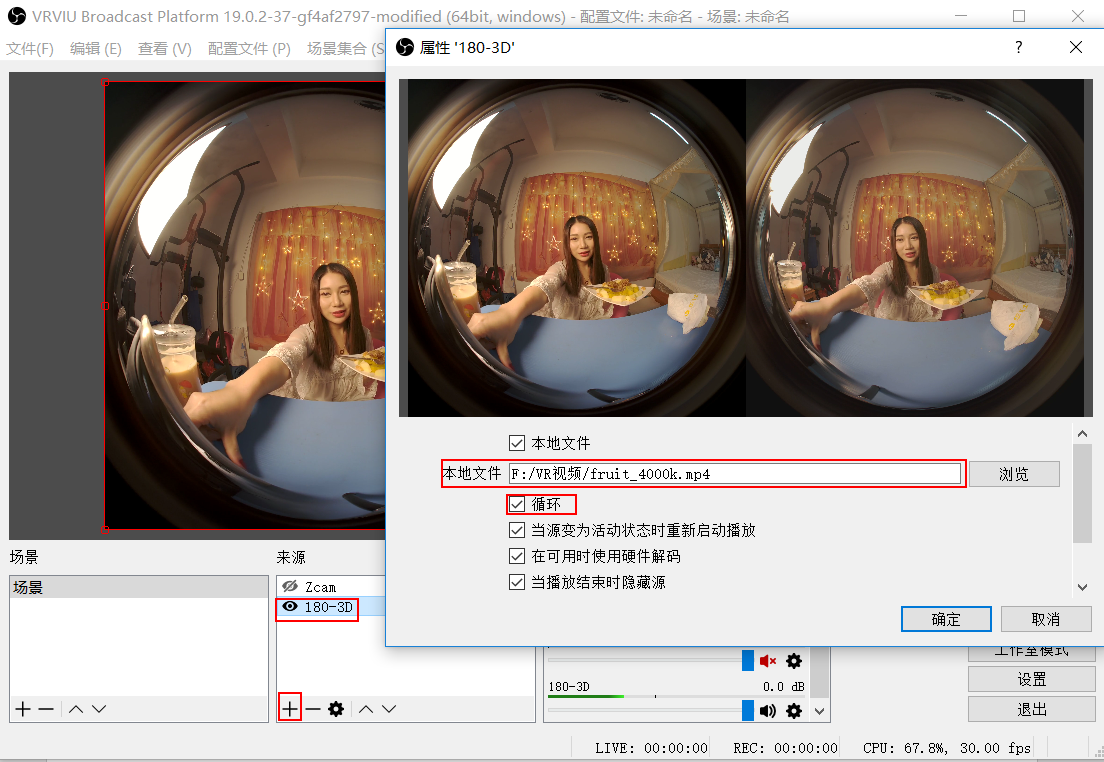 VRVIU Broadcast Platform 19.0.2-37-gf4af2797-modified (64bit, windows) - 配置文件: 未命名 - 场景: 未命名
文件(F) 编辑 (E) 查看 (V) 配置文件 (P) 场景集合 (S
属性 '180-3D'
?
本地文件
本地文件 F:/VR视频/fruit_4000k.mp4 浏览
循环
当源变为活动状态时重新启动播放
在可用时使用硬件解码
当播放结束时隐藏源
确定 取消
场景
场景
来源
Zcam
180-3D
180-3D 0.0 dB
工作室模式
设置
退出
LIVE: 00:00:00 REC: 00:00:00 CPU: 67.8%, 30.00 fps